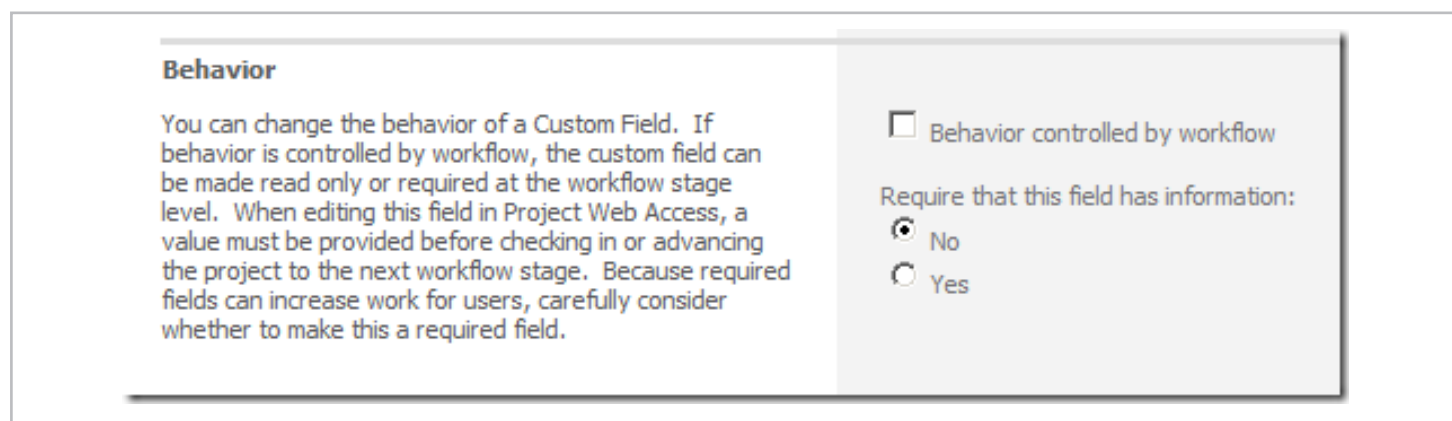 Behavior
You can change the behavior of a Custom Field.  If
behavior is controlled by workflow, the custom field can
be made read only or required at the workflow stage
level.  When editing this field in Project Web Access, a
value must be provided before checking in or advancing
the project to the next workflow stage.  Because required
fields can increase work for users, carefully consider
whether to make this a required field.
Behavior controlled by workflow
Require that this field has information:
No
Yes